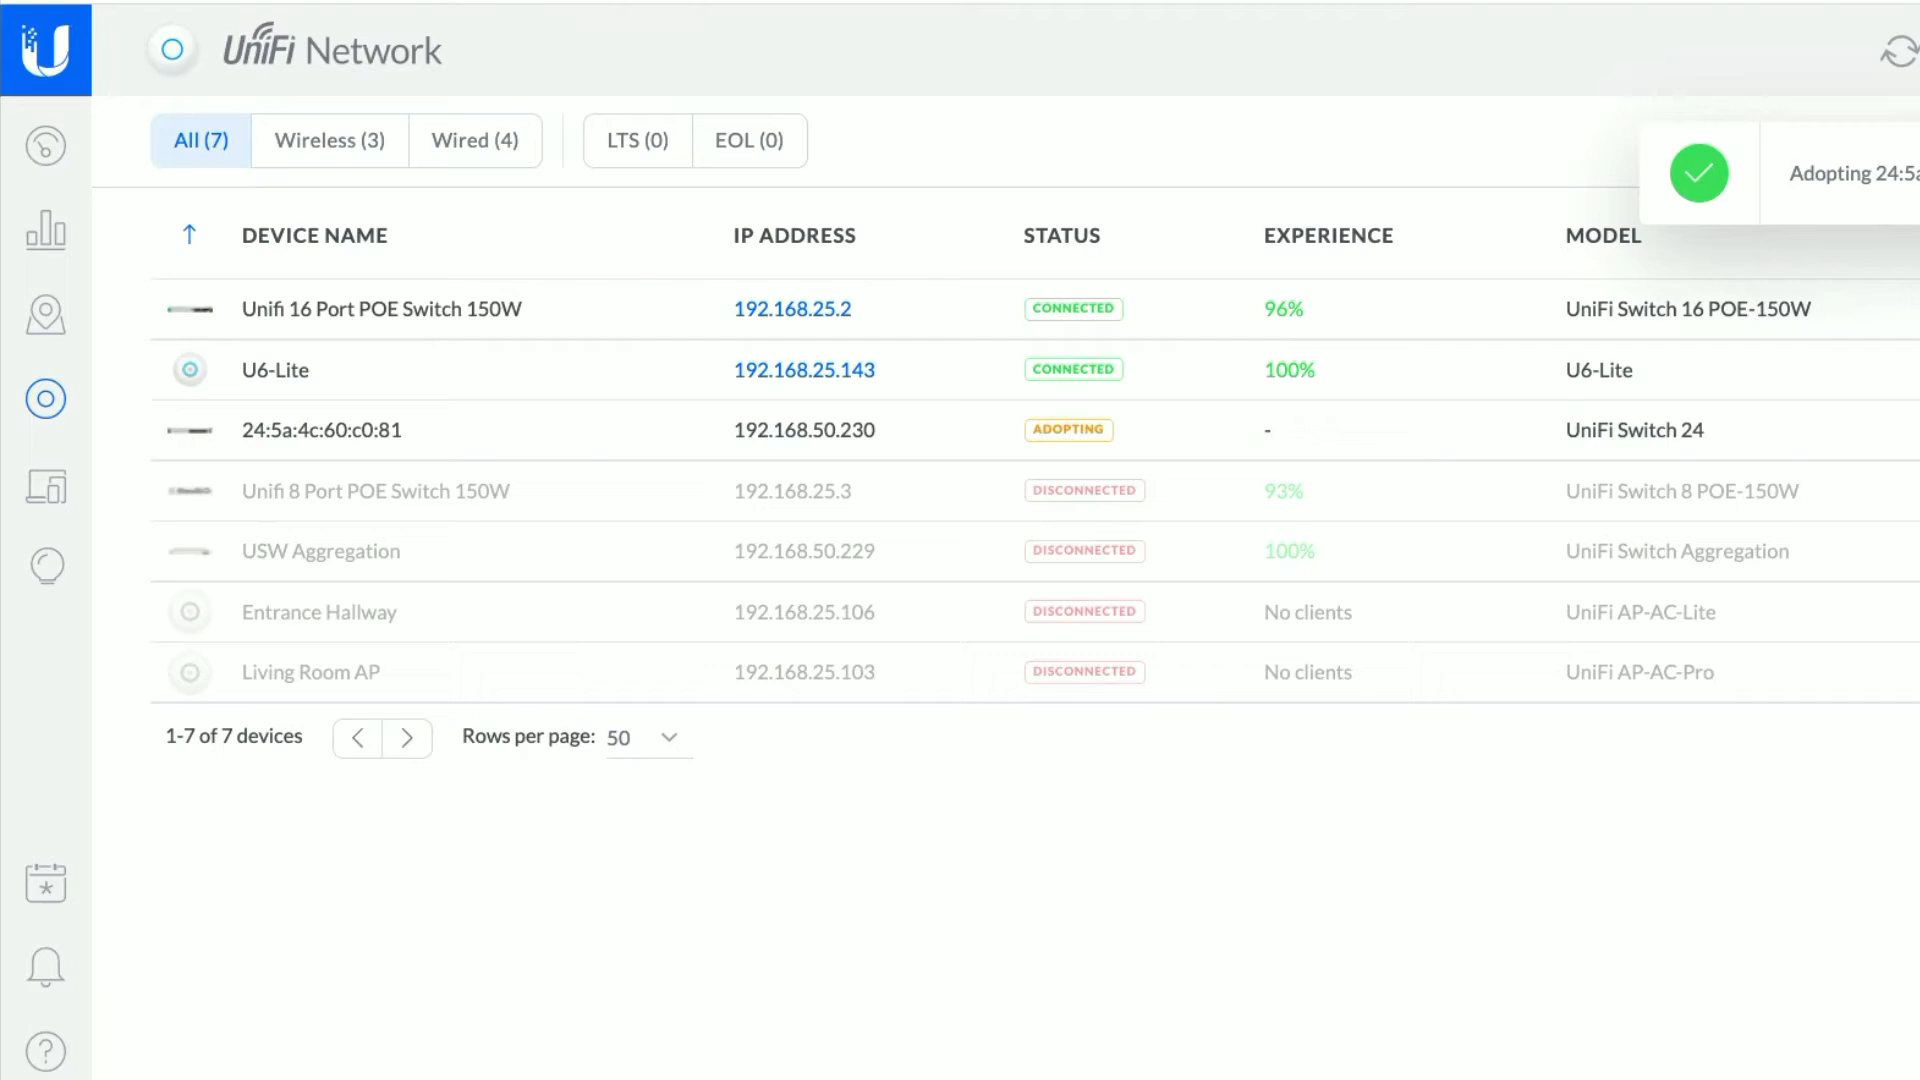 UniFi Network
All (7) Wireless (3) Wired (4) LTS (0) EOL (0)
Adopting 24:5a
DEVICE NAME IP ADDRESS STATUS EXPERIENCE MODEL
Unifi 16 Port POE Switch 150W 192.168.25.2 CONNECTED 96% UniFi Switch 16 POE-150W
U6-Lite 192.168.25.143 CONNECTED 100% U6-Lite
24:5a:4c:60:c0:81 192.168.50.230 ADOPTING - UniFi Switch 24
Unifi 8 Port POE Switch 150W 192.168.25.3 DISCONNECTED 93% UniFi Switch 8 POE-150W
USW Aggregation 192.168.50.229 DISCONNECTED 100% UniFi Switch Aggregation
Entrance Hallway 192.168.25.106 DISCONNECTED No clients UniFi AP-AC-Lite
Living Room AP 192.168.25.103 DISCONNECTED No clients UniFi AP-AC-Pro
1-7 of 7 devices Rows per page: 50